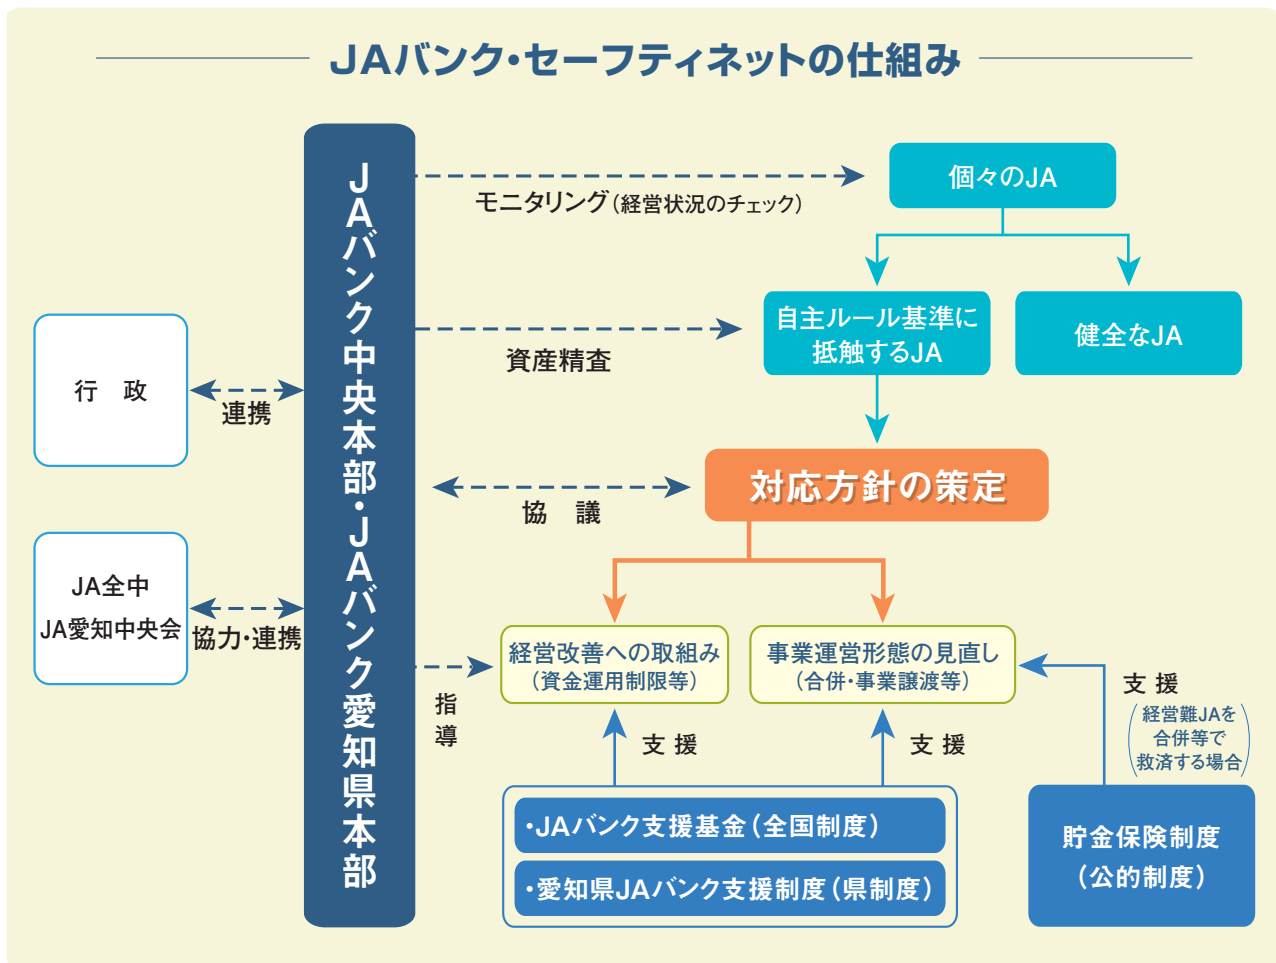 JAバンク・セーフティネットの仕組み
JAバンク中央本部・JAバンク愛知県本部
モニタリング（経営状況のチェック）
個々のJA
資産精査
自主ルール基準に
抵触するJA
健全なJA
行　政
連携
協　議
対応方針の策定
JA全中
JA愛知中央会
協力・連携
指
導
経営改善への取組み
（資金運用制限等）
事業運営形態の見直し
（合併・事業譲渡等）
支 援
（経営難JAを
合併等で
救済する場合）
支 援
支 援
・JAバンク支援基金（全国制度）
・愛知県JAバンク支援制度（県制度）
貯金保険制度
（公的制度）